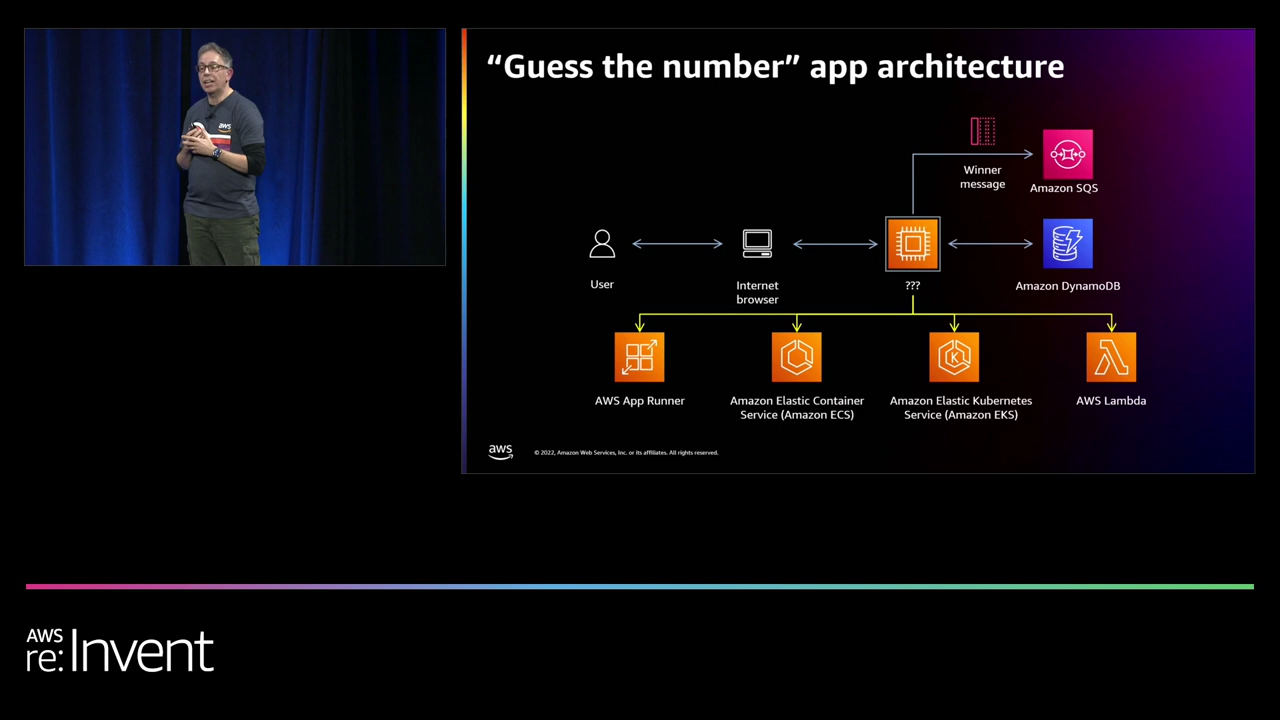 aws
“Guess the number” app architecture
Winner
message
Amazon SQS
User
Internet
browser
???
Amazon DynamoDB
AWS App Runner
Amazon Elastic Container
Service (Amazon ECS)
K
Amazon Elastic Kubernetes
Service (Amazon EKS)
AWS Lambda
aws
© 2022, Amazon Web Services, Inc. or its affiliates. All rights reserved.
AWS
re:Invent